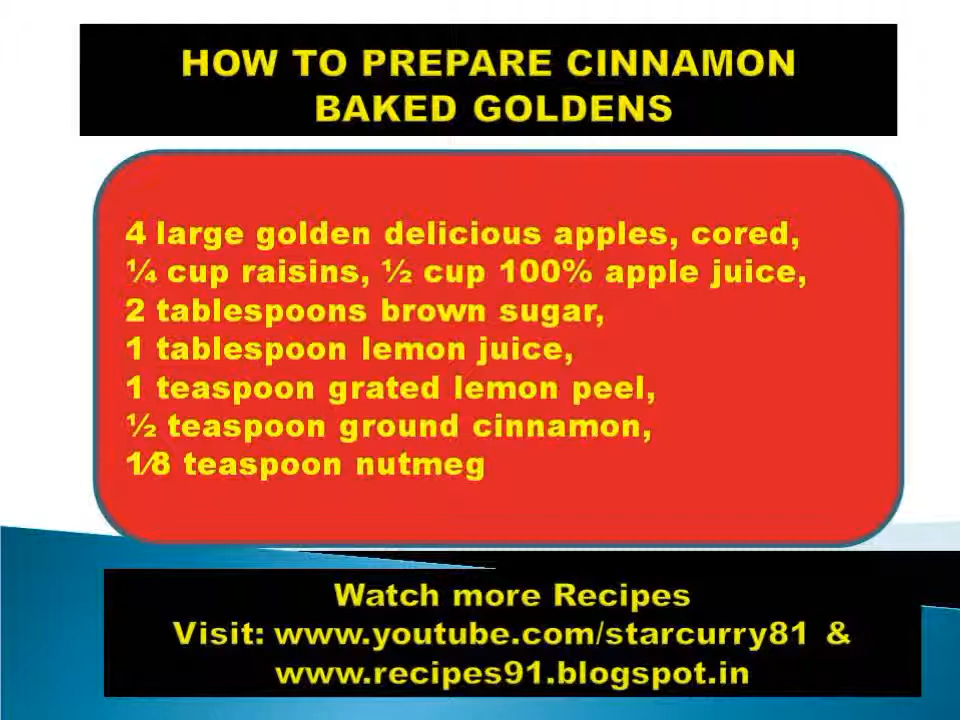 HOW TO PREPARE CINNAMON
BAKED GOLDENS
4 large golden delicious apples, cored,
¼ cup raisins, ½ cup 100% apple juice,
2 tablespoons brown sugar,
1 tablespoon lemon juice,
1 teaspoon grated lemon peel,
½ teaspoon ground cinnamon,
1⁄8 teaspoon nutmeg
Watch more Recipes
Visit: www.youtube.com/starcurry81 &
www.recipes91.blogspot.in